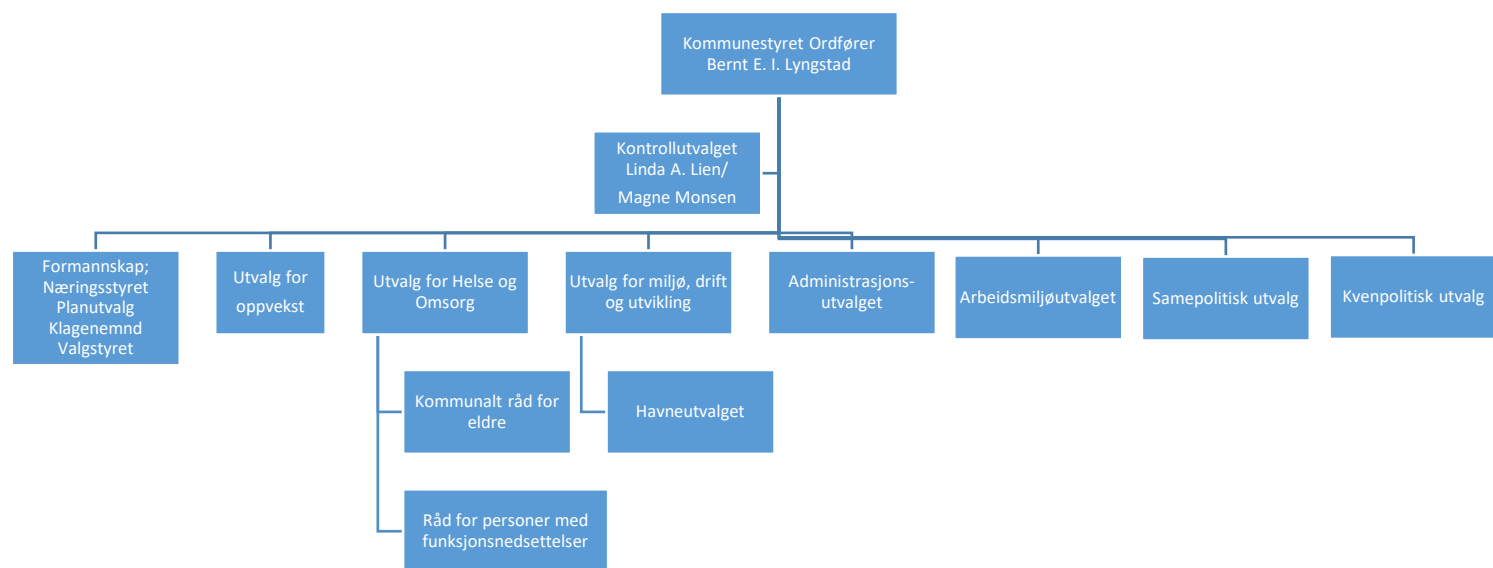 Kommunestyret Ordfører
Bernt E. I. Lyngstad
Kontrollutvalget
Linda A. Lien/
Magne Monsen
Formannskap;
Næringsstyret
Planutvalg
Klagenemnd
Valgstyret
Utvalg for
oppvekst
Utvalg for Helse og
Omsorg
Utvalg for miljø, drift
og utvikling
Administrasjons-
utvalget
Arbeidsmiljøutvalget
Samepolitisk utvalg
Kvenpolitisk utvalg
Kommunalt råd for
eldre
Havneutvalget
Råd for personer med
funksjonsnedsettelser